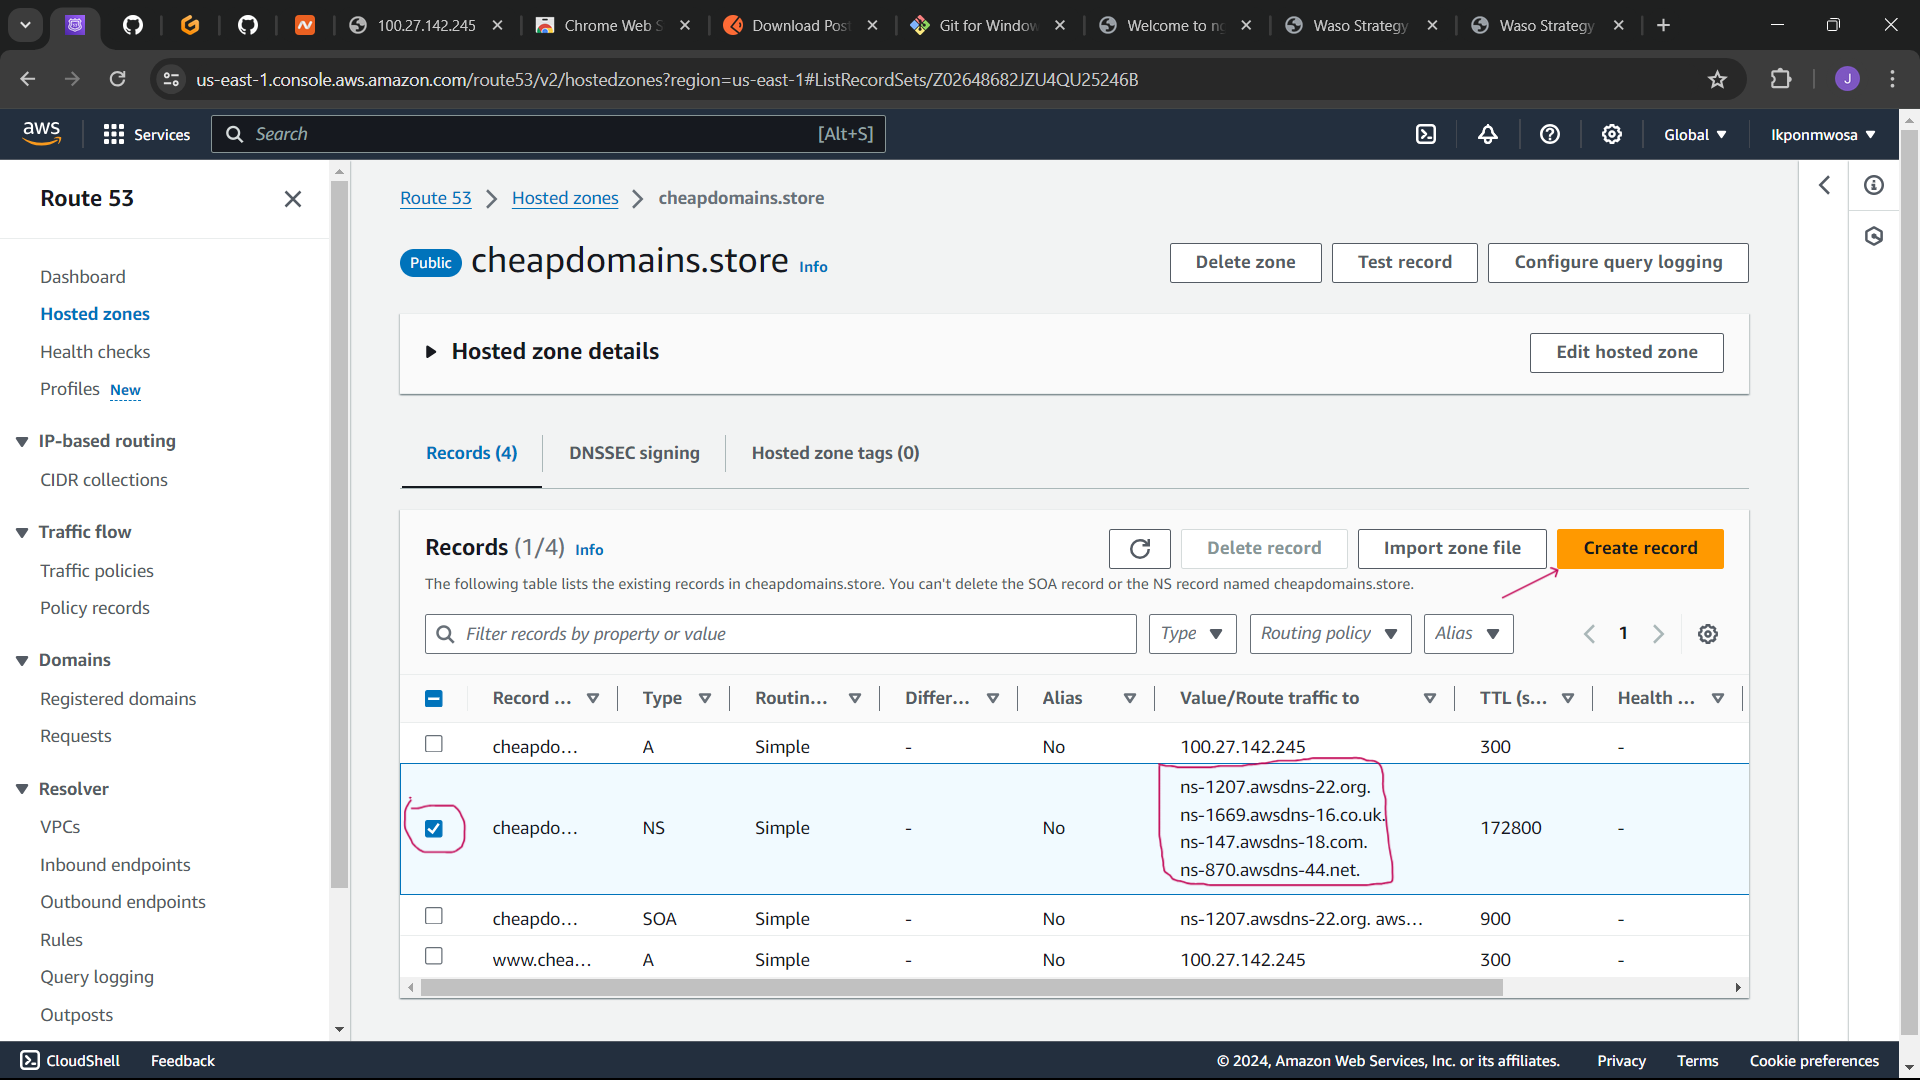 100.27.142.245
Chrome Web S
Download Pos
Git for Window
Welcome to ng
Waso Strategy
Waso Strategy
us-east-1.console.aws.amazon.com/route53/v2/hostedzones?region=us-east-1#ListRecordSets/Z02648682JZU4QU25246B
J
aws
Services
Search
[Alt+S]
Global
Ikponmwosa
Route 53
Dashboard
Hosted zones
Health checks
Profiles New
IP-based routing
CIDR collections
Traffic flow
Traffic policies
Policy records
Domains
Registered domains
Requests
Resolver
VPCs
Inbound endpoints
Outbound endpoints
Rules
Query logging
Outposts
Route 53 > Hosted zones > cheapdomains.store
Public cheapdomains.store Info
Delete zone
Test record
Configure query logging
Hosted zone details
Edit hosted zone
Records (4)
DNSSEC signing
Hosted zone tags (0)
Records (1/4) Info
Delete record
Import zone file
Create record
The following table lists the existing records in cheapdomains.store. You can't delete the SOA record or the NS record named cheapdomains.store.
Filter records by property or value
Type
Routing policy
Alias
1
Record ... Type Routin... Differ... Alias Value/Route traffic to TTL (s... Health ...
cheapdo... A Simple - No 100.27.142.245 300 -
cheapdo... NS Simple - No ns-1207.awsdns-22.org. 172800 -
ns-1669.awsdns-16.co.uk.
ns-147.awsdns-18.com.
ns-870.awsdns-44.net.
cheapdo... SOA Simple - No ns-1207.awsdns-22.org. aws... 900 -
www.chea... A Simple - No 100.27.142.245 300 -
CloudShell
Feedback
© 2024, Amazon Web Services, Inc. or its affiliates.
Privacy
Terms
Cookie preferences